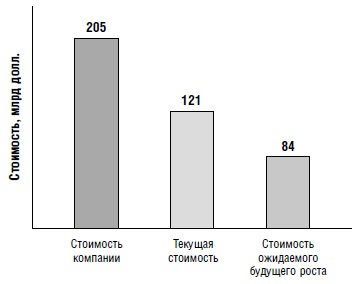 Стоимость, млрд долл.
205
121
84
Стоимость
компании
Текущая
стоимость
Стоимость
ожидаемого
будущего роста